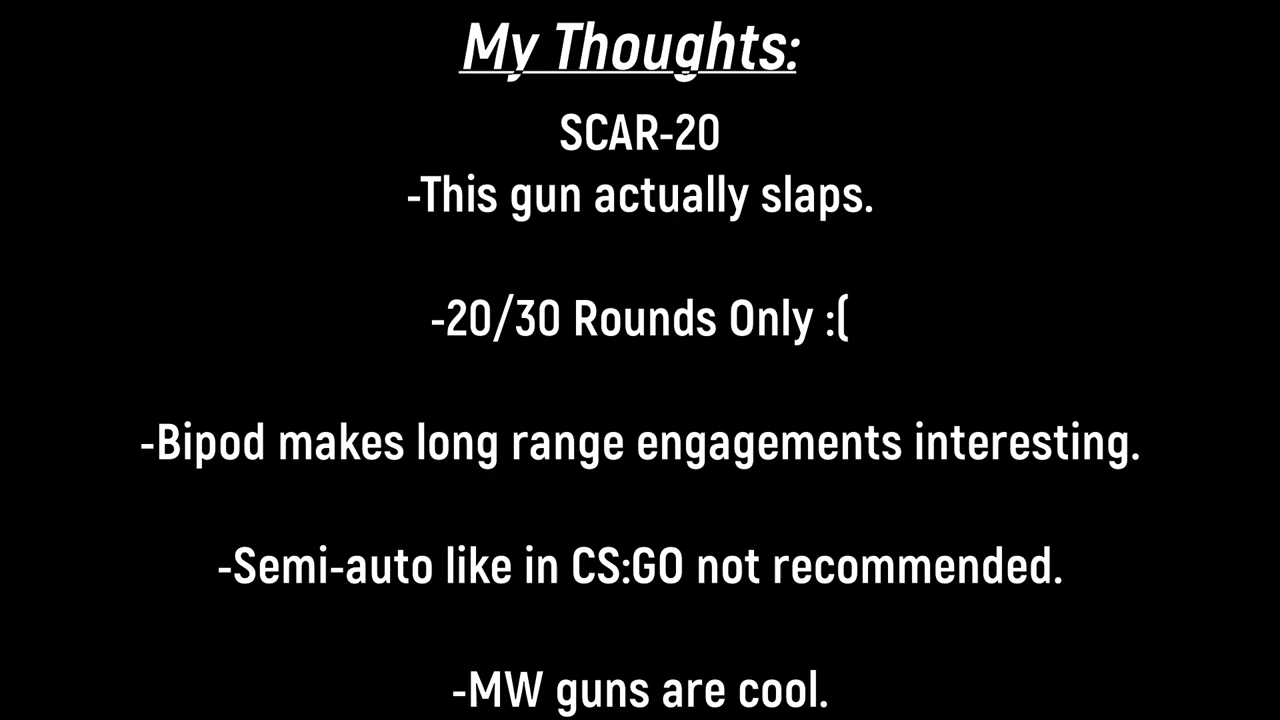 My Thoughts:
SCAR-20
-This gun actually slaps.
-20/30 Rounds Only :(
-Bipod makes long range engagements interesting.
-Semi-auto like in CS:GO not recommended.
-MW guns are cool.